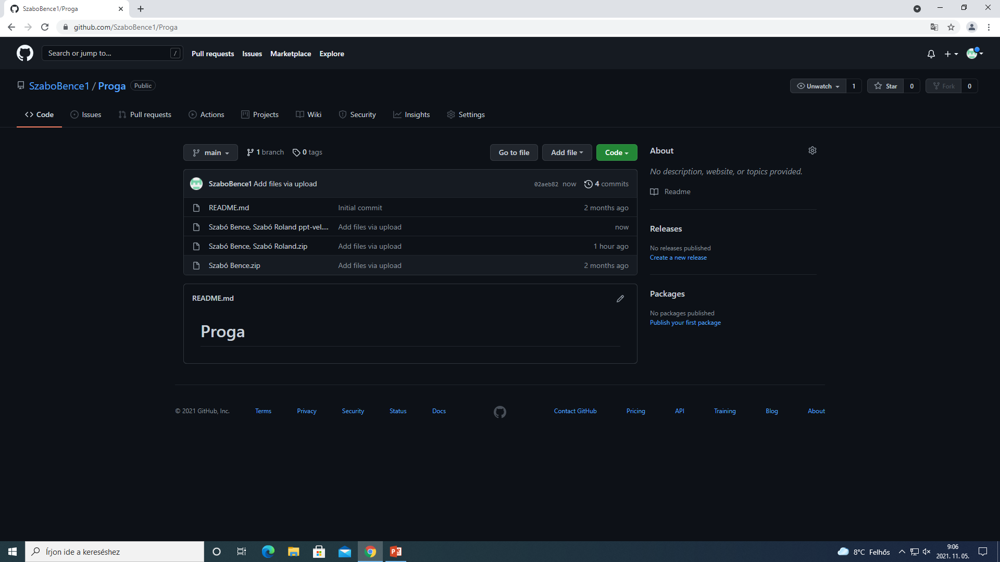 SzaboBence1/Proga
github.com/SzaboBence1/Proga
Search or jump to... /
Pull requests Issues Marketplace Explore
SzaboBence1 / Proga Public
Unwatch 1 Star 0 Fork 0
Code Issues Pull requests Actions Projects Wiki Security Insights Settings
main 1 branch 0 tags
Go to file Add file Code
SzaboBence1 Add files via upload 02aeb82 now 4 commits
README.md Initial commit 2 months ago
Szabó Bence, Szabó Roland ppt-vel.... Add files via upload now
Szabó Bence, Szabó Roland.zip Add files via upload 1 hour ago
Szabó Bence.zip Add files via upload 2 months ago
README.md
Proga
About
No description, website, or topics provided.
Readme
Releases
No releases published
Create a new release
Packages
No packages published
Publish your first package
© 2021 GitHub, Inc. Terms Privacy Security Status Docs Contact GitHub Pricing API Training Blog About
Írjon ide a kereséshez
8°C Felhős
9:06
2021. 11. 05.